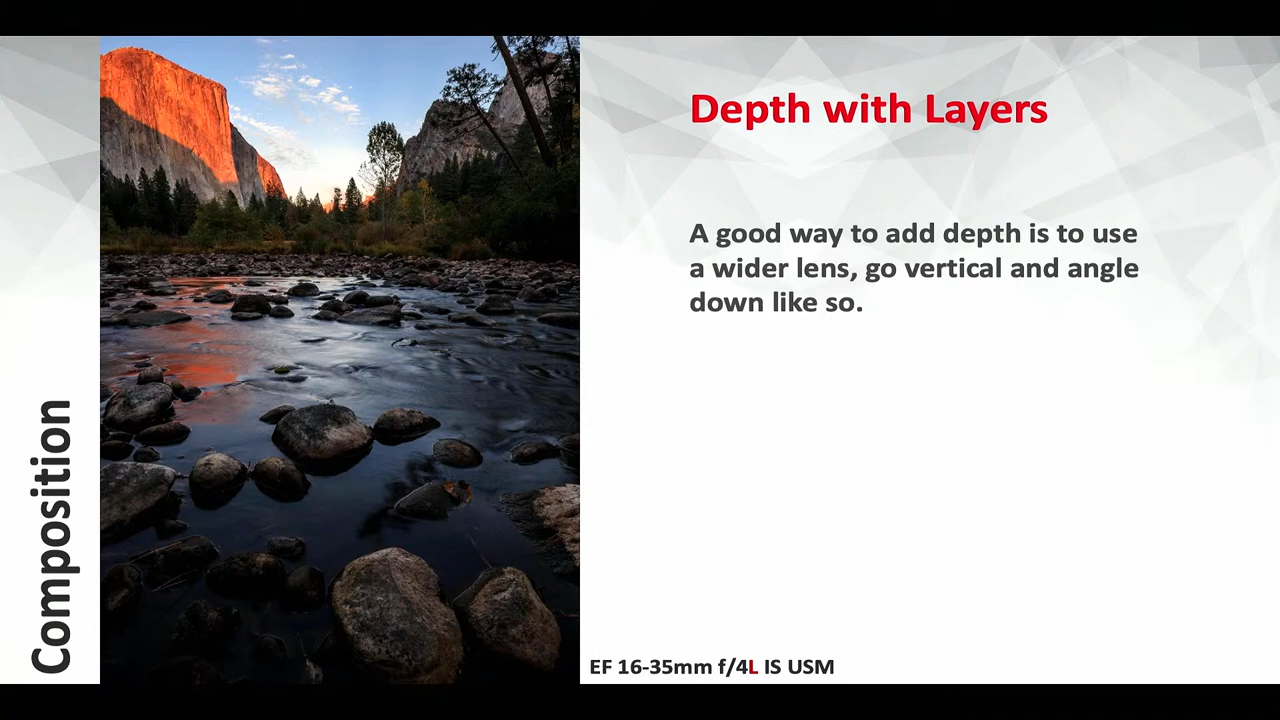 Composition
Depth with Layers
A good way to add depth is to use
a wider lens, go vertical and angle
down like so.
EF 16-35mm f/4L IS USM